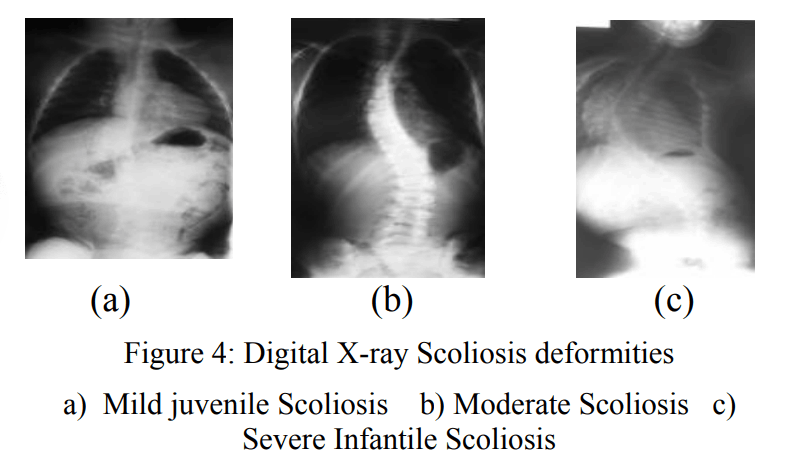 (a) (b) (c)
Figure 4: Digital X-ray Scoliosis deformities
a) Mild juvenile Scoliosis b) Moderate Scoliosis c)
Severe Infantile Scoliosis